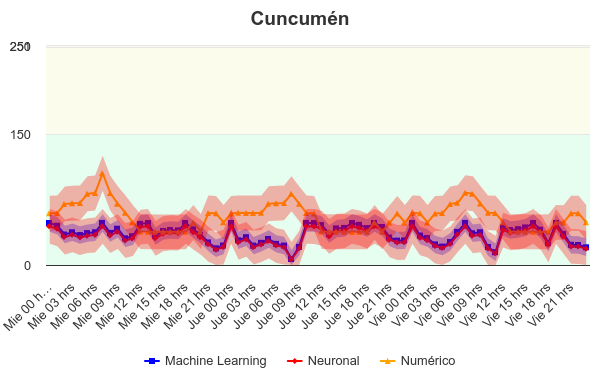 Cuncumén
250
150
0
Mie 00 h...
Mie 03 hrs
Mie 06 hrs
Mie 09 hrs
Mie 12 hrs
Mie 15 hrs
Mie 18 hrs
Mie 21 hrs
Jue 00 hrs
Jue 03 hrs
Jue 06 hrs
Jue 09 hrs
Jue 12 hrs
Jue 15 hrs
Jue 18 hrs
Jue 21 hrs
Vie 00 hrs
Vie 03 hrs
Vie 06 hrs
Vie 09 hrs
Vie 12 hrs
Vie 15 hrs
Vie 18 hrs
Vie 21 hrs
Machine Learning Neuronal Numérico